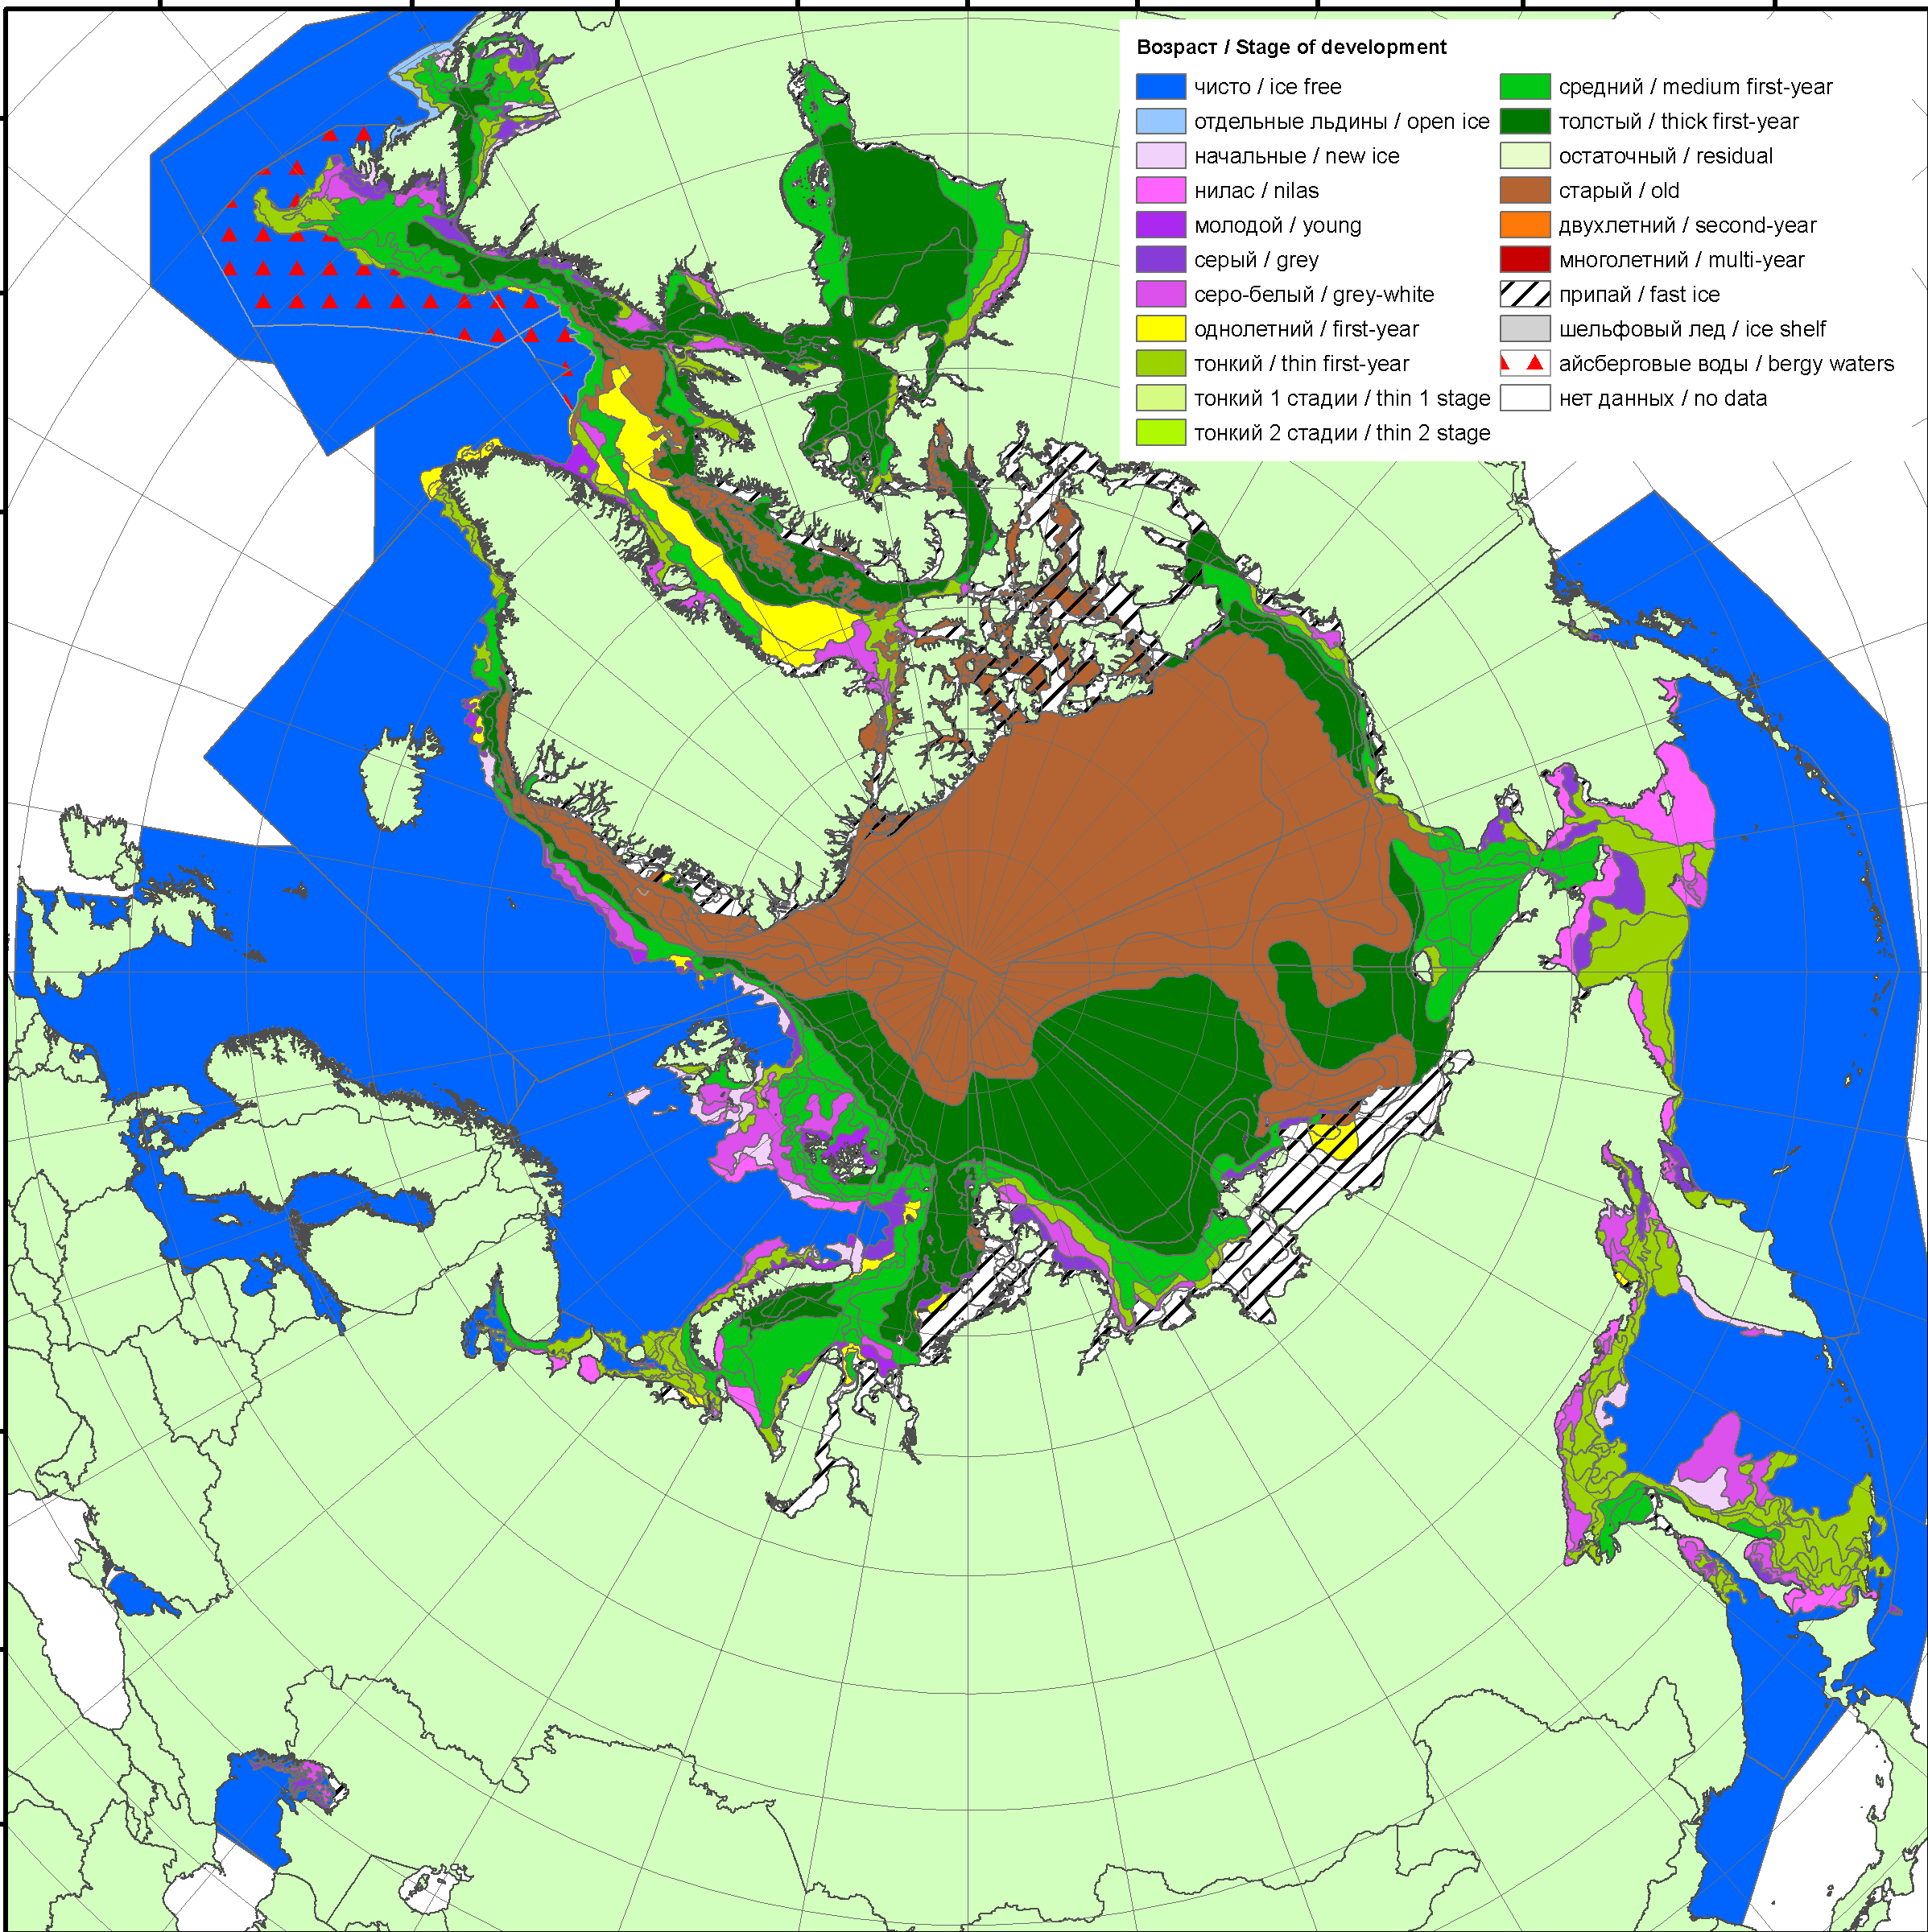 Возраст / Stage of development
чисто / ice free
отдельные льдины / open ice
начальные / new ice
нилас / nilas
молодой / young
серый / grey
серо-белый / grey-white
однолетний / first-year
тонкий / thin first-year
тонкий 1 стадии / thin 1 stage
тонкий 2 стадии / thin 2 stage
средний / medium first-year
толстый / thick first-year
остаточный / residual
старый / old
двухлетний / second-year
многолетний / multi-year
припай / fast ice
шельфовый лед / ice shelf
айсберговые воды / bergy waters
нет данных / no data